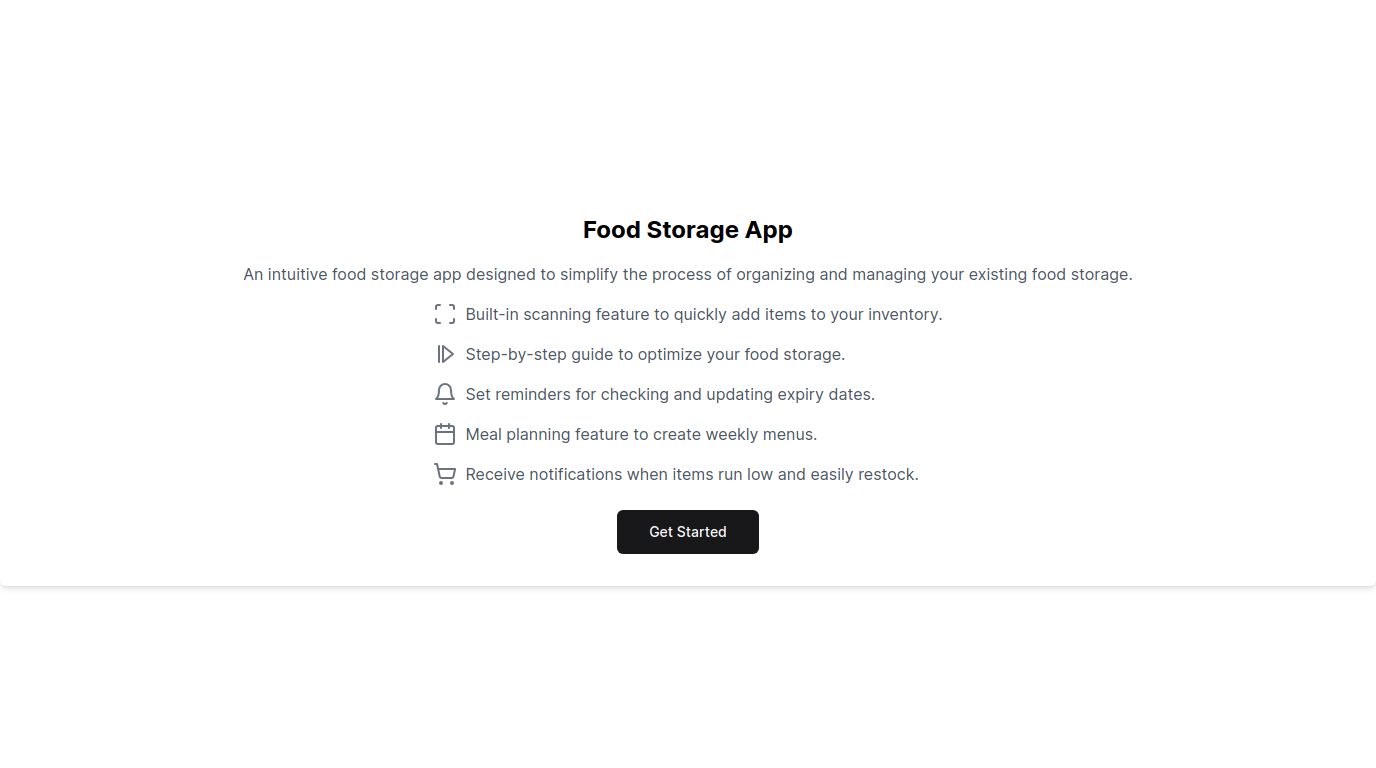 Food Storage App
An intuitive food storage app designed to simplify the process of organizing and managing your existing food storage.
Built-in scanning feature to quickly add items to your inventory.
Step-by-step guide to optimize your food storage.
Set reminders for checking and updating expiry dates.
Meal planning feature to create weekly menus.
Receive notifications when items run low and easily restock.
Get Started